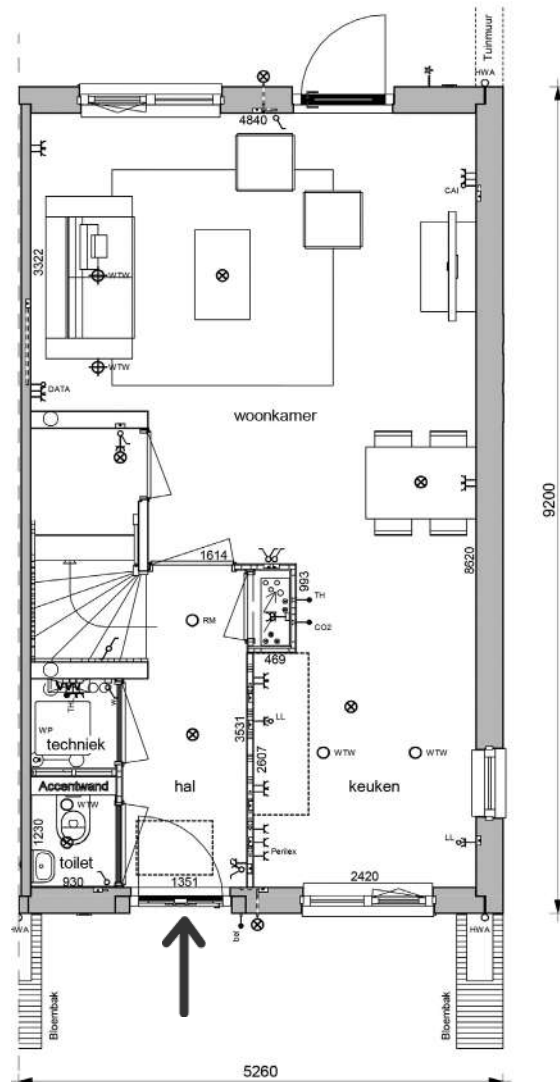 Tuinmuur
HWA
4840
CAI
3322
WTW
WTW
DATA
woonkamer
9200
8620
1614
993
TH
CO2
RM
469
LL
3531
2607
WP
TH
techniek
WTW
WTW
hal
keuken
Accentwand
WTW
1230
toilet
930
Perilex
LL
1351
2420
HWA
bel
HWA
Bloembak
Bloembak
5260